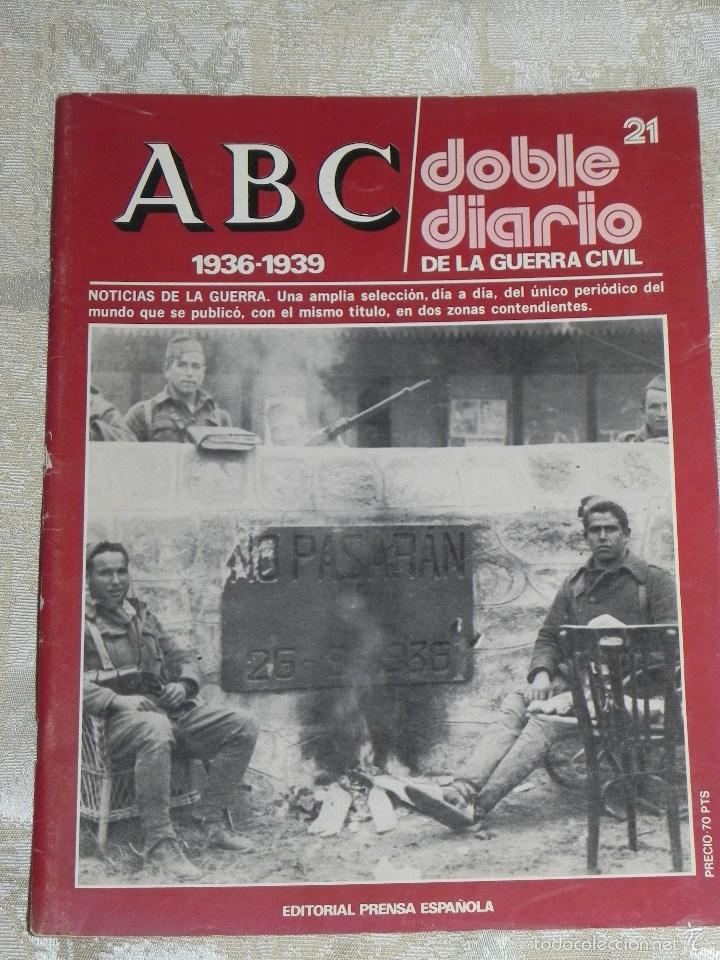 ABC
doble
diario
21
1936-1939
DE LA GUERRA CIVIL
NOTICIAS DE LA GUERRA. Una amplia selección, día a día, del único periódico del
mundo que se publicó, con el mismo título, en dos zonas contendientes.
NO PASARÁN
EDITORIAL PRENSA ESPAÑOLA
PRECIO-70 PTS
todocoleccion.net